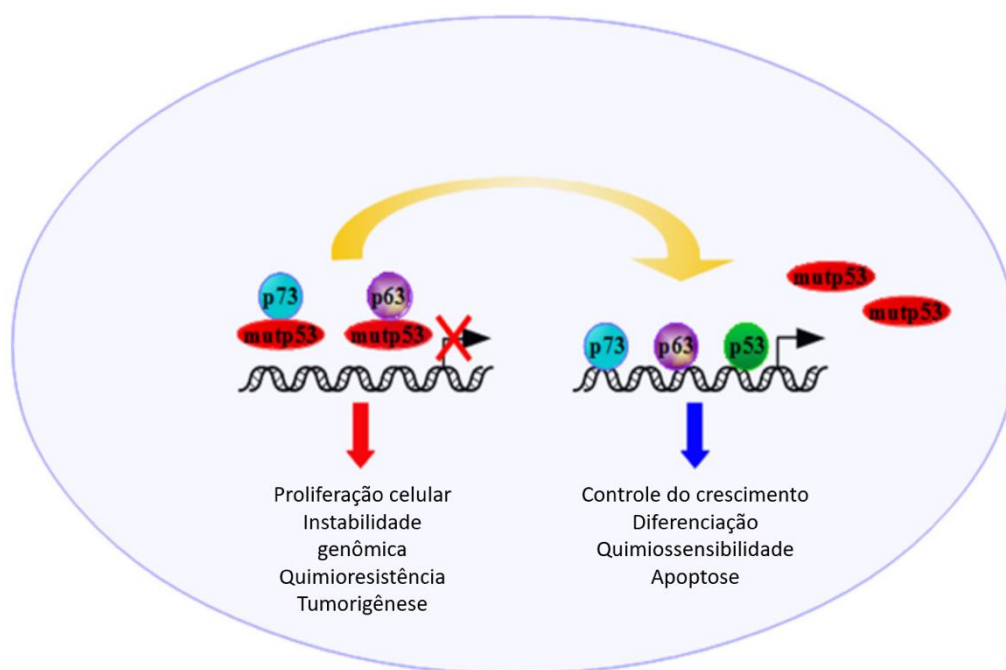 p73
p63
mutp53
mutp53
mutp53
mutp53
p73
p63
p53
Proliferação celular
Instabilidade
genômica
Quimioresistência
Tumorigênese
Controle do crescimento
Diferenciação
Quimiossensibilidade
Apoptose